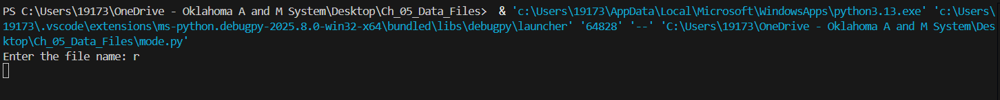 PS C:\Users\19173\OneDrive - Oklahoma A and M System\Desktop\Ch_05_Data_Files>  & 'c:\Users\19173\AppData\Local\Microsoft\WindowsApps\python3.13.exe' 'c:\Users\
19173\.vscode\extensions\ms-python.debugpy-2025.8.0-win32-x64\bundled\libs\debugpy\launcher' '64828' '--' 'C:\Users\19173\OneDrive - Oklahoma A and M System\Des
ktop\Ch_05_Data_Files\mode.py'
Enter the file name: r